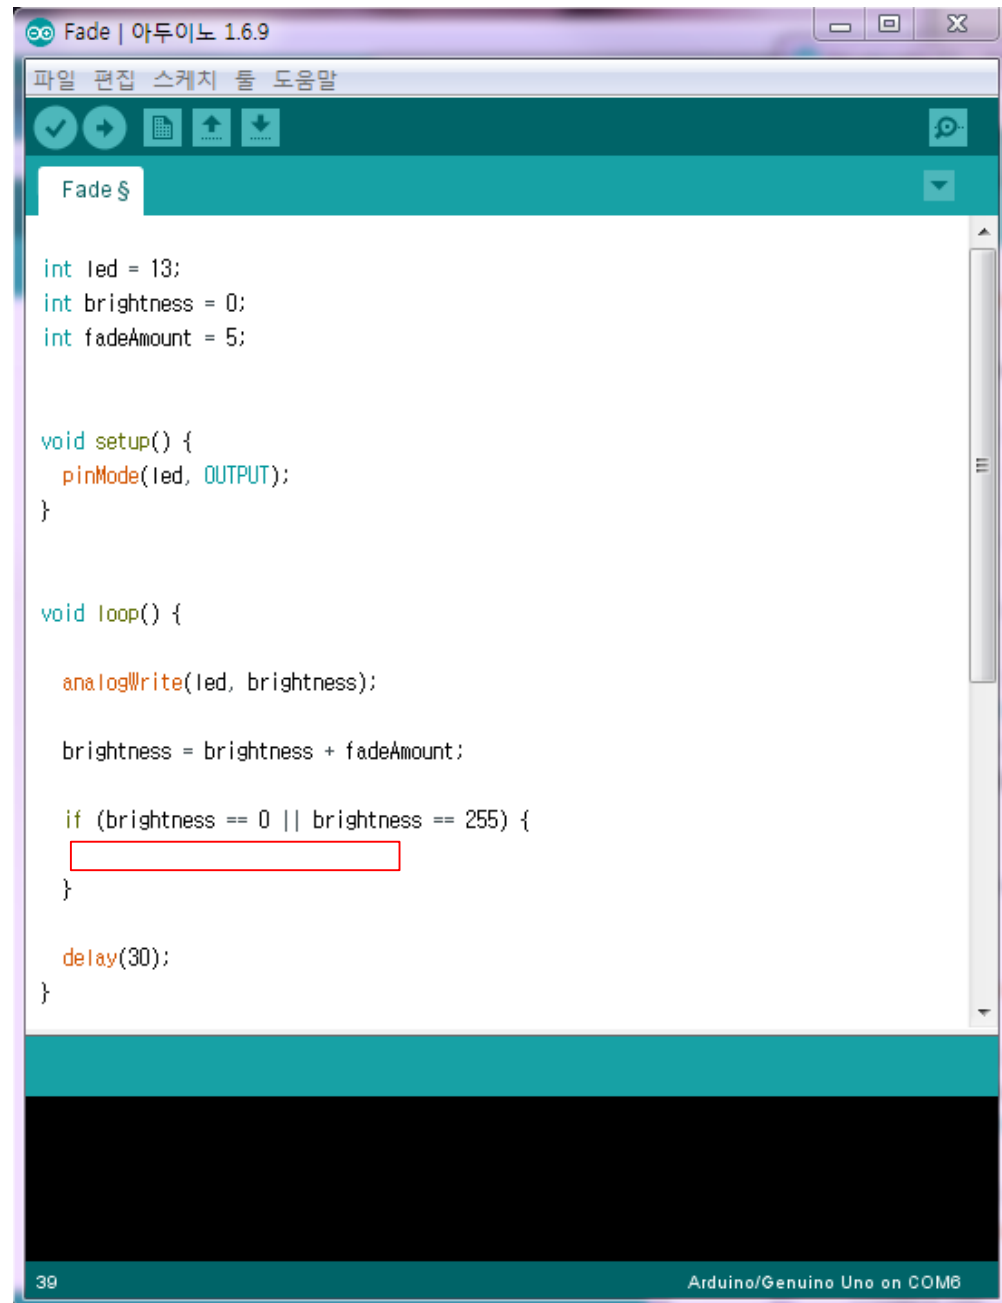 Fade | 아두이노 1.6.9
파일 편집 스케치 툴 도움말
Fade §
int led = 13;
int brightness = 0;
int fadeAmount = 5;
void setup() {
pinMode(led, OUTPUT);
}
void loop() {
analogWrite(led, brightness);
brightness = brightness + fadeAmount;
if (brightness == 0 || brightness == 255) {
}
delay(30);
}
39
Arduino/Genuino Uno on COM6